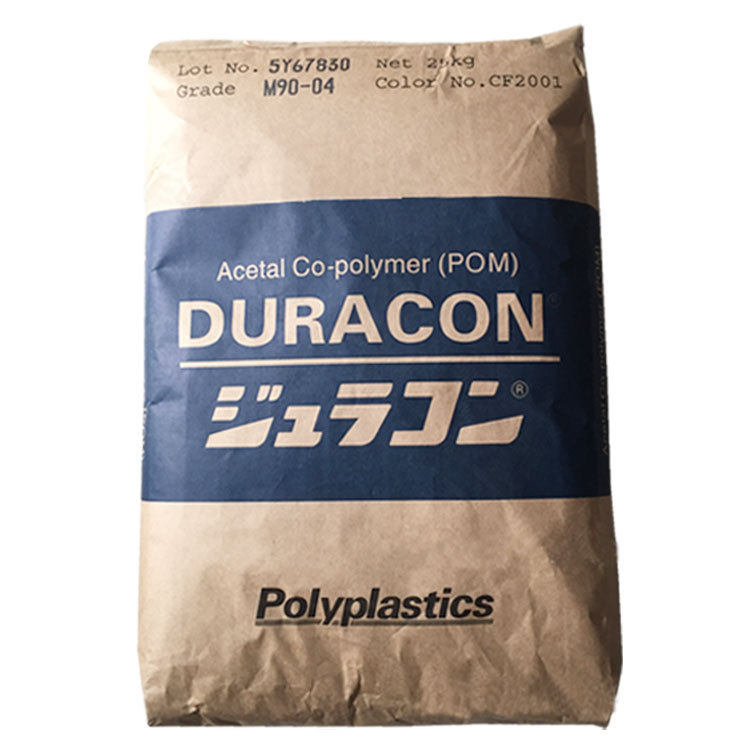 Lot No. 5Y67830 Net 25kg
Grade M90-04 Color No.CF2001
Acetal Co-polymer (POM)
DURACON®
ジュラコン®
Polyplastics